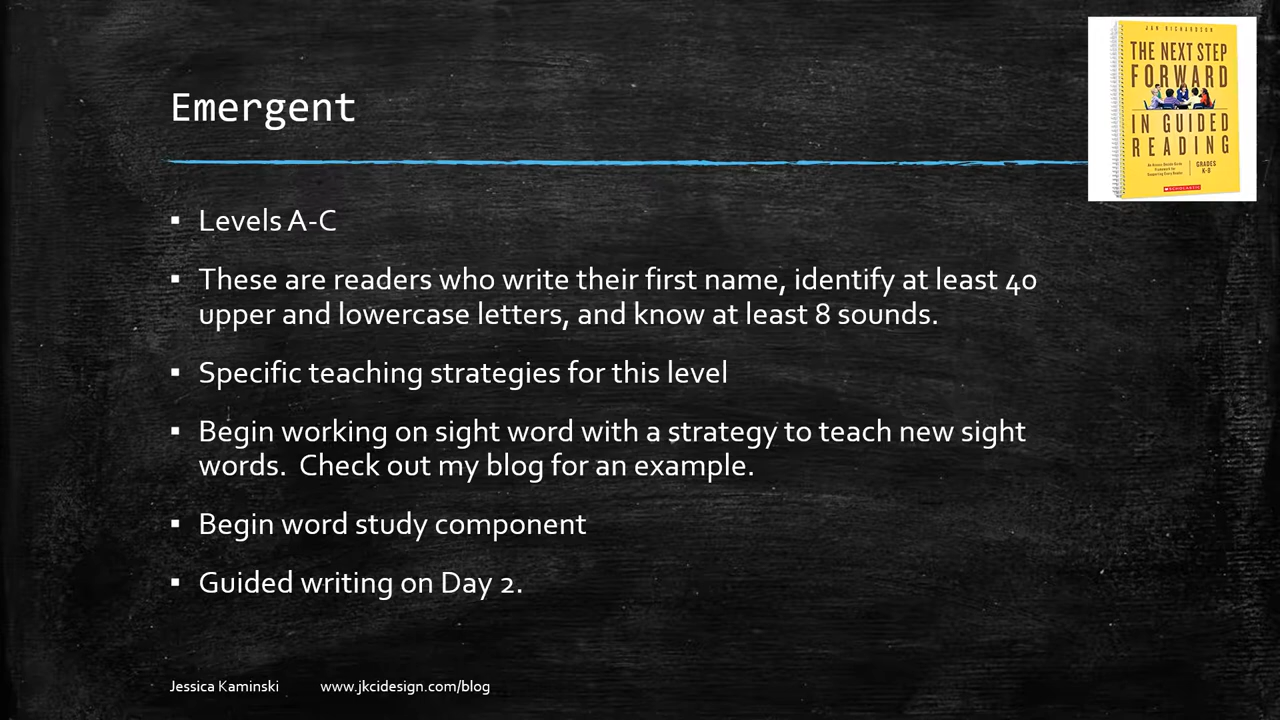 Emergent
JAN RICHARDSON
THE NEXT STEP
FORWARD
IN GUIDED
READING
GRADES
K-8
SCHOLASTIC
▪ Levels A-C
▪ These are readers who write their first name, identify at least 40
upper and lowercase letters, and know at least 8 sounds.
▪ Specific teaching strategies for this level
▪ Begin working on sight word with a strategy to teach new sight
words.  Check out my blog for an example.
▪ Begin word study component
▪ Guided writing on Day 2.
Jessica Kaminski www.jkcidesign.com/blog